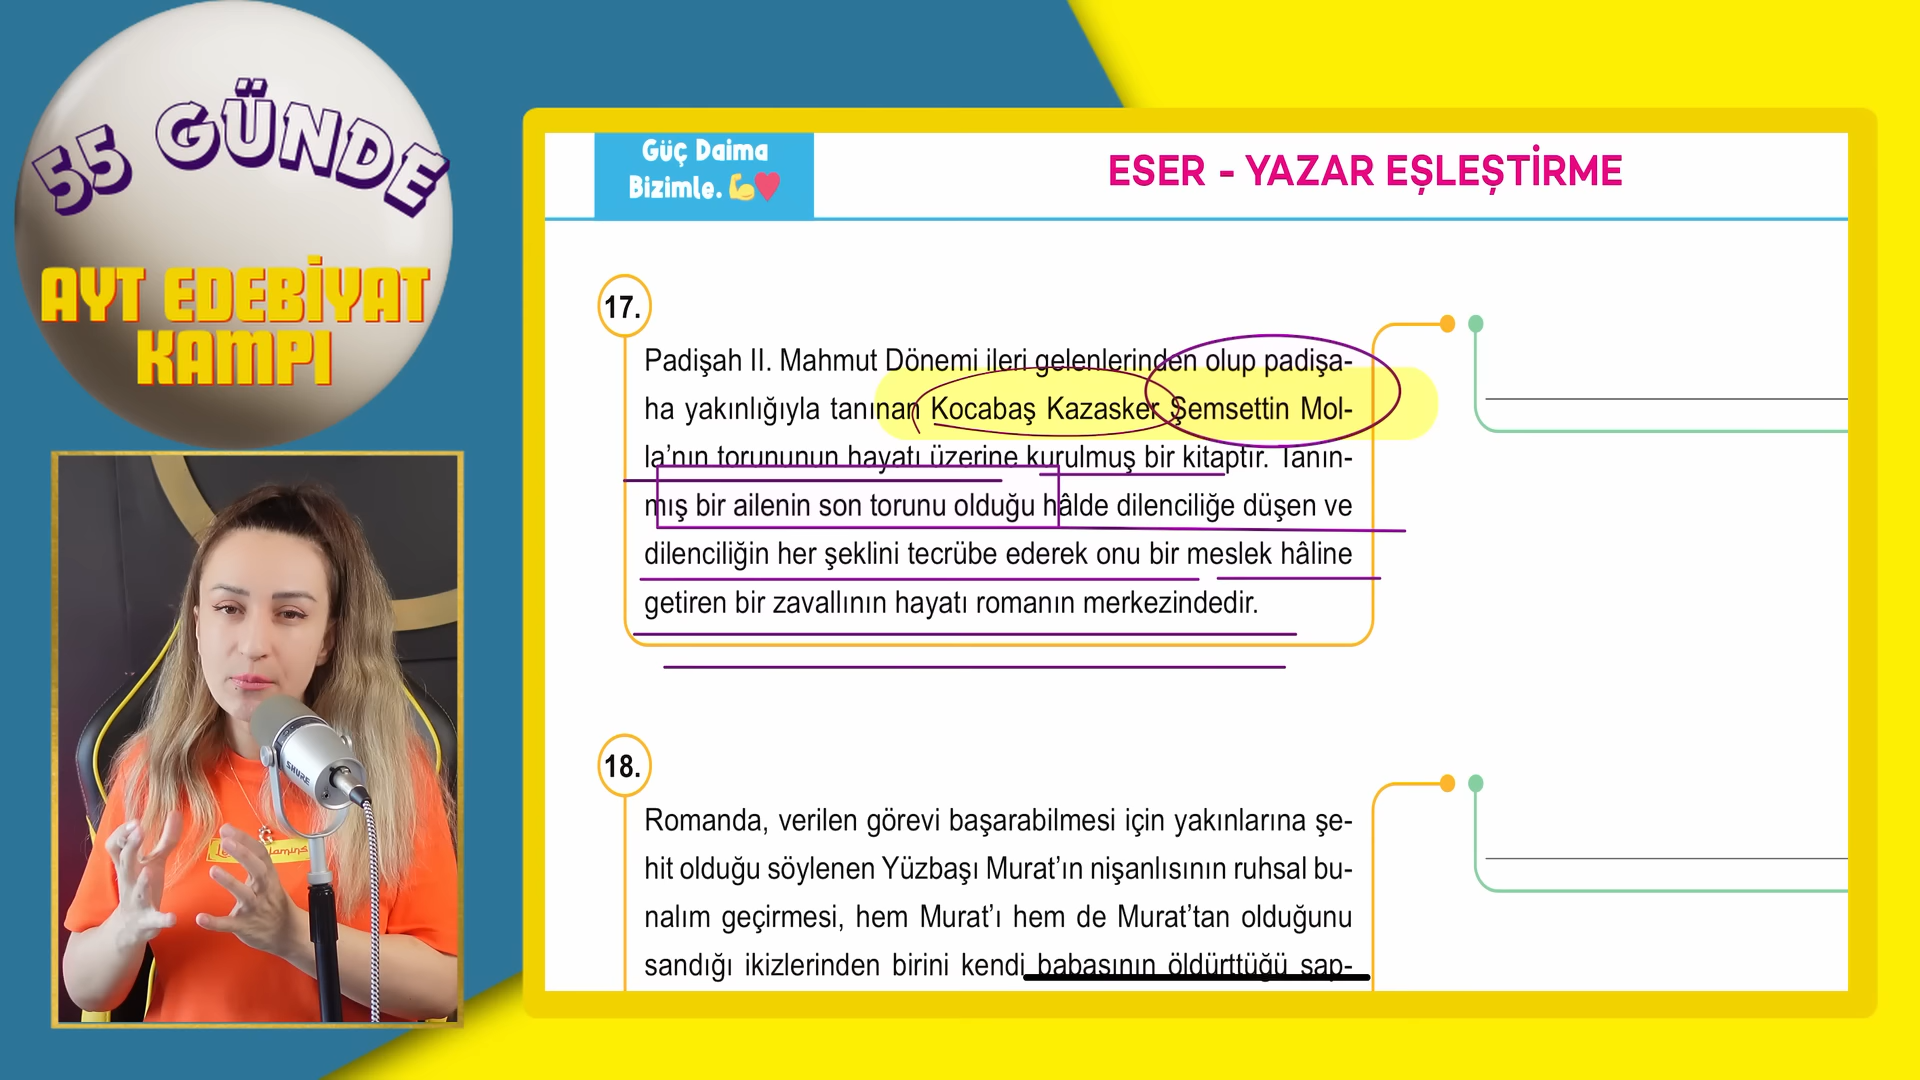 55 GÜNDE
AYT EDEBİYAT
KAMPI
Güç Daima
Bizimle. 💪❤️
ESER - YAZAR EŞLEŞTİRME
17.
Padişah II. Mahmut Dönemi ileri gelenlerinden olup padişa-
ha yakınlığıyla tanınan Kocabaş Kazasker Şemsettin Mol-
la’nın torununun hayatı üzerine kurulmuş bir kitaptır. Tanın-
mış bir ailenin son torunu olduğu hâlde dilenciliğe düşen ve
dilenciliğin her şeklini tecrübe ederek onu bir meslek hâline
getiren bir zavallının hayatı romanın merkezindedir.
18.
Romanda, verilen görevi başarabilmesi için yakınlarına şe-
hit olduğu söylenen Yüzbaşı Murat’ın nişanlısının ruhsal bu-
nalım geçirmesi, hem Murat’ı hem de Murat’tan olduğunu
sandığı ikizlerinden birini kendi babasının öldürttüğü sap-
SHURE